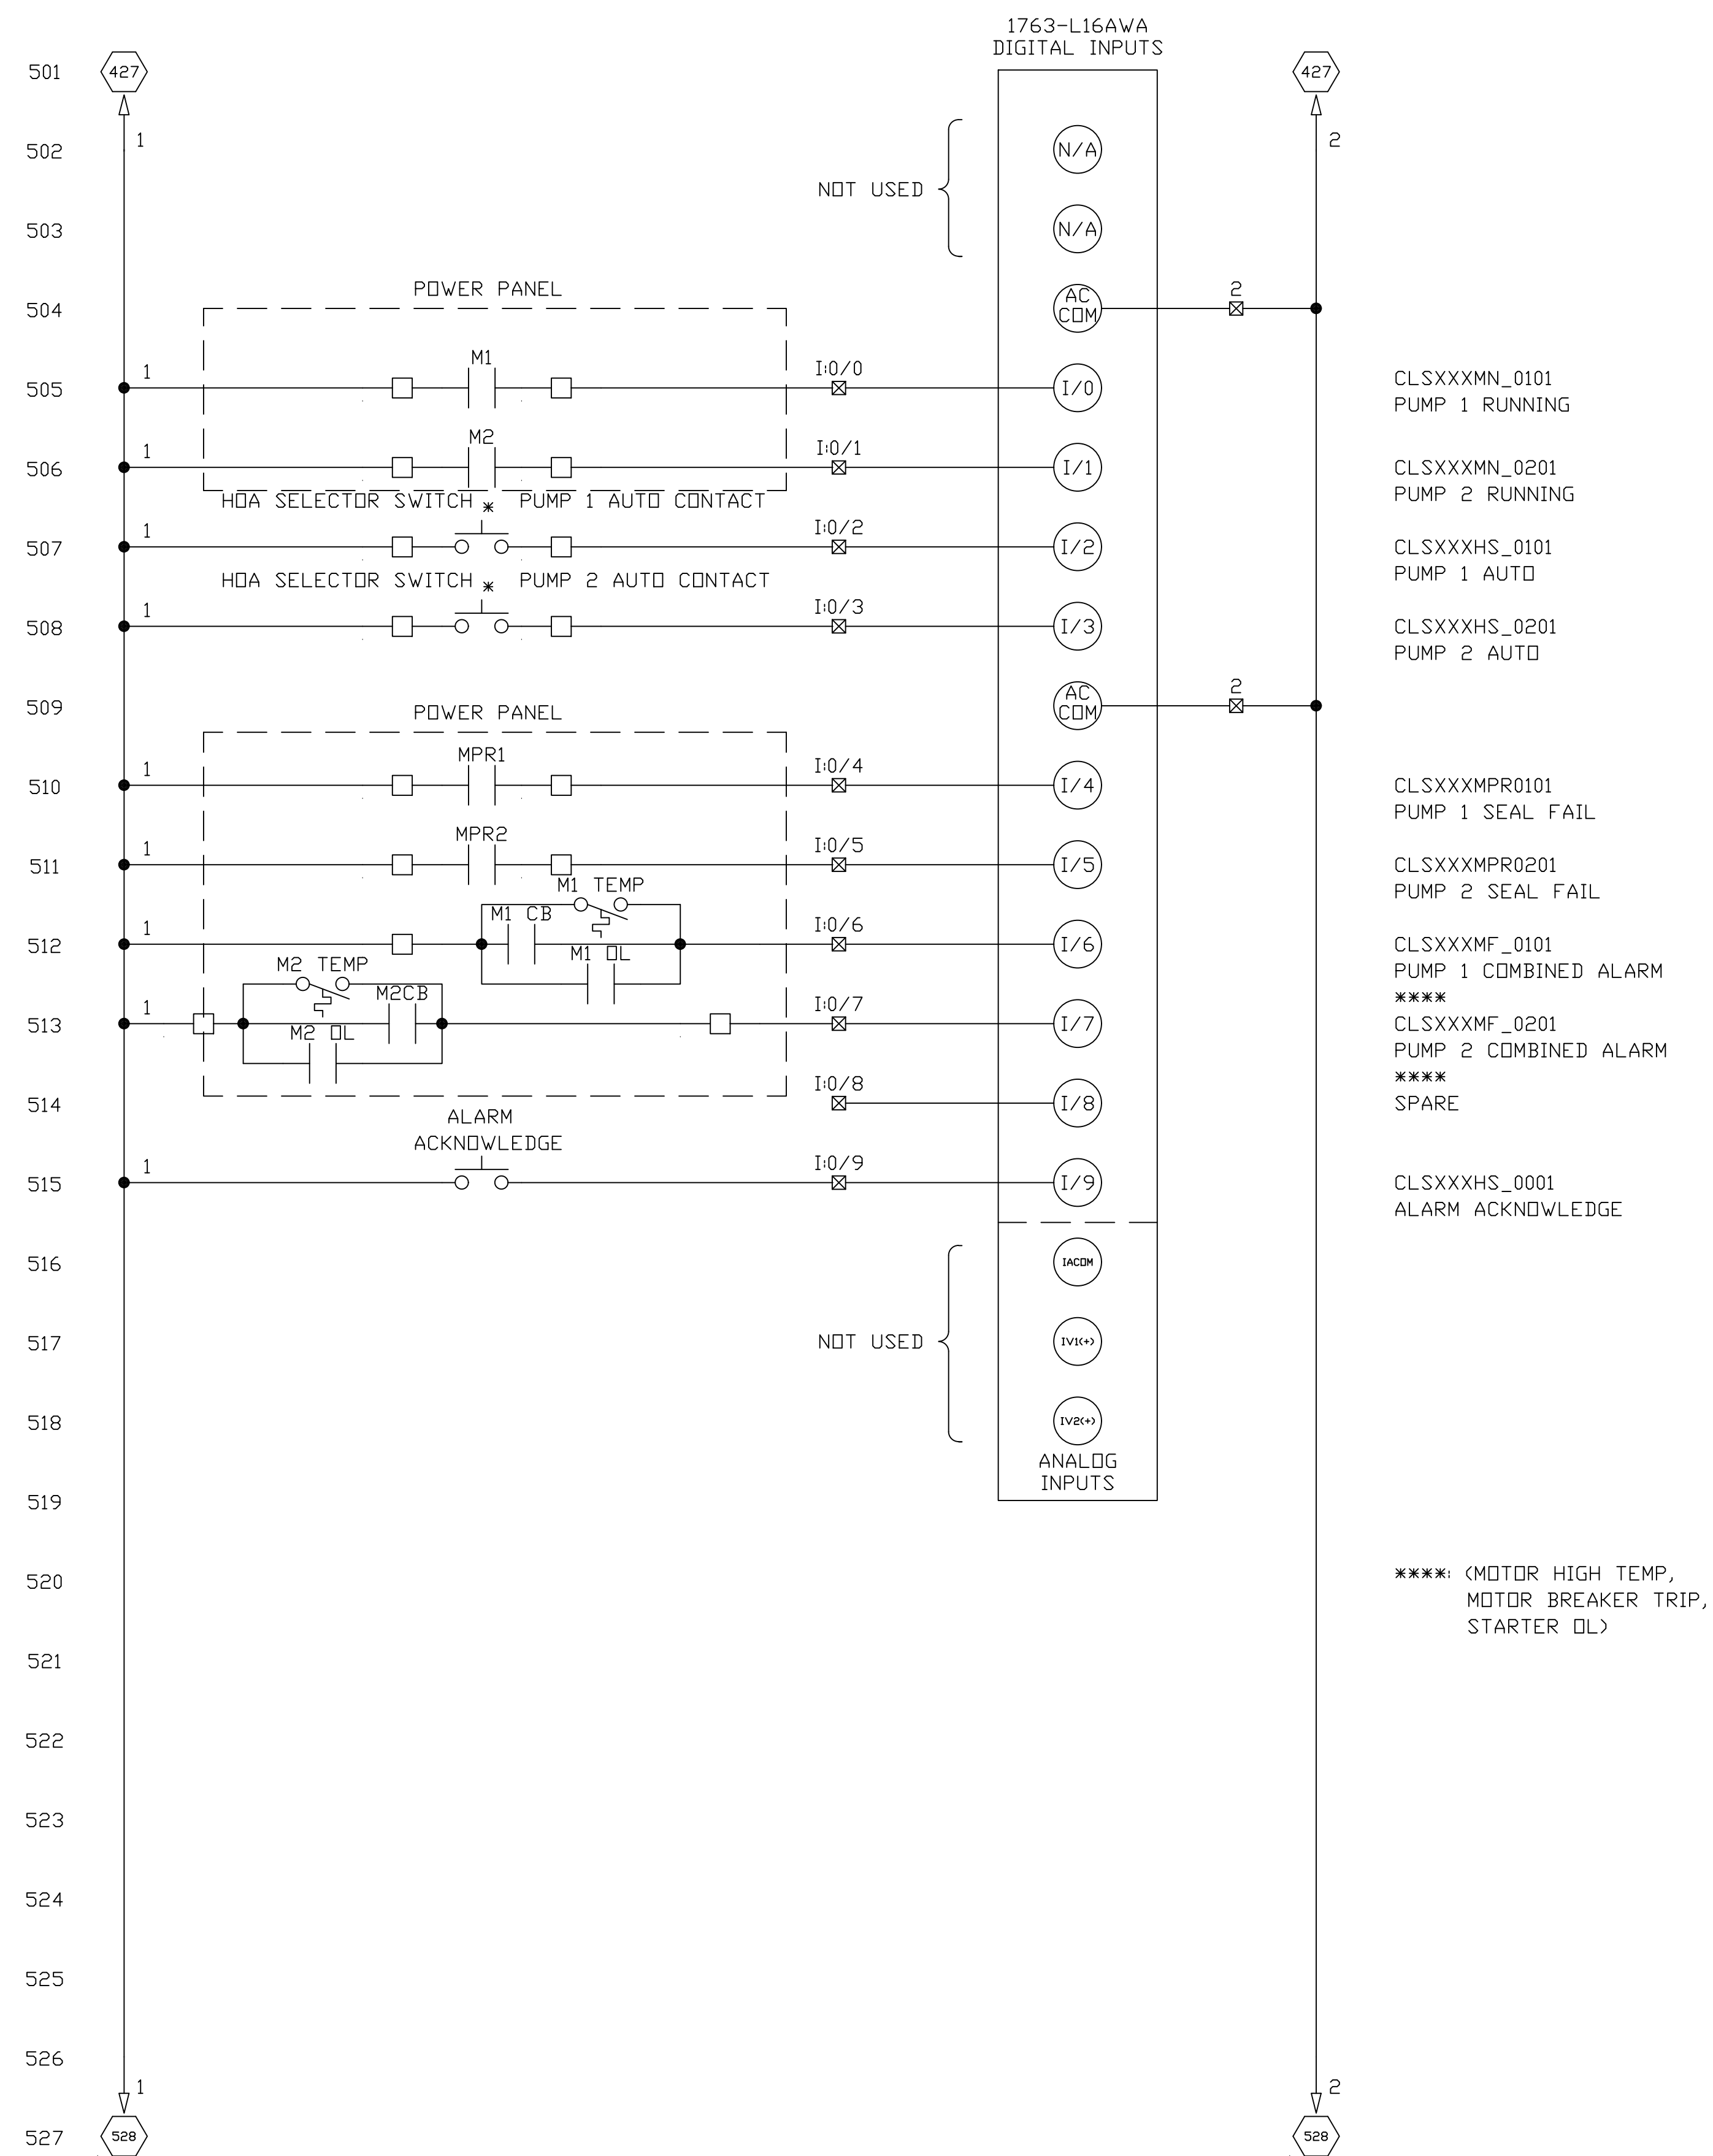 1763-L16AWA
DIGITAL INPUTS
501 427 427
1 2
502 N/A
NOT USED
503 N/A
POWER PANEL 2
504 AC COM
M1 I:0/0
505 1 I/0 CLSXXXMN_0101
PUMP 1 RUNNING
M2 I:0/1
506 1 I/1 CLSXXXMN_0201
PUMP 2 RUNNING
HOA SELECTOR SWITCH * PUMP 1 AUTO CONTACT
I:0/2
507 1 I/2 CLSXXXHS_0101
PUMP 1 AUTO
HOA SELECTOR SWITCH * PUMP 2 AUTO CONTACT
I:0/3
508 1 I/3 CLSXXXHS_0201
PUMP 2 AUTO
2
509 AC COM
POWER PANEL
MPR1 I:0/4
510 1 I/4 CLSXXXMPR0101
PUMP 1 SEAL FAIL
MPR2 I:0/5
511 1 I/5 CLSXXXMPR0201
PUMP 2 SEAL FAIL
M1 TEMP
M1 CB I:0/6
512 1 I/6 CLSXXXMF_0101
M1 OL
PUMP 1 COMBINED ALARM
****
M2 TEMP
M2CB I:0/7
513 1 I/7 CLSXXXMF_0201
M2 OL
PUMP 2 COMBINED ALARM
****
I:0/8
514 I/8 SPARE
ALARM
ACKNOWLEDGE
I:0/9
515 1 I/9 CLSXXXHS_0001
ALARM ACKNOWLEDGE
516 IACOM
517 NOT USED IV1(+)
518 IV2(+)
ANALOG
INPUTS
519
520 ****: (MOTOR HIGH TEMP,
MOTOR BREAKER TRIP,
STARTER OL)
521
522
523
524
525
526
1 2
527 528 528